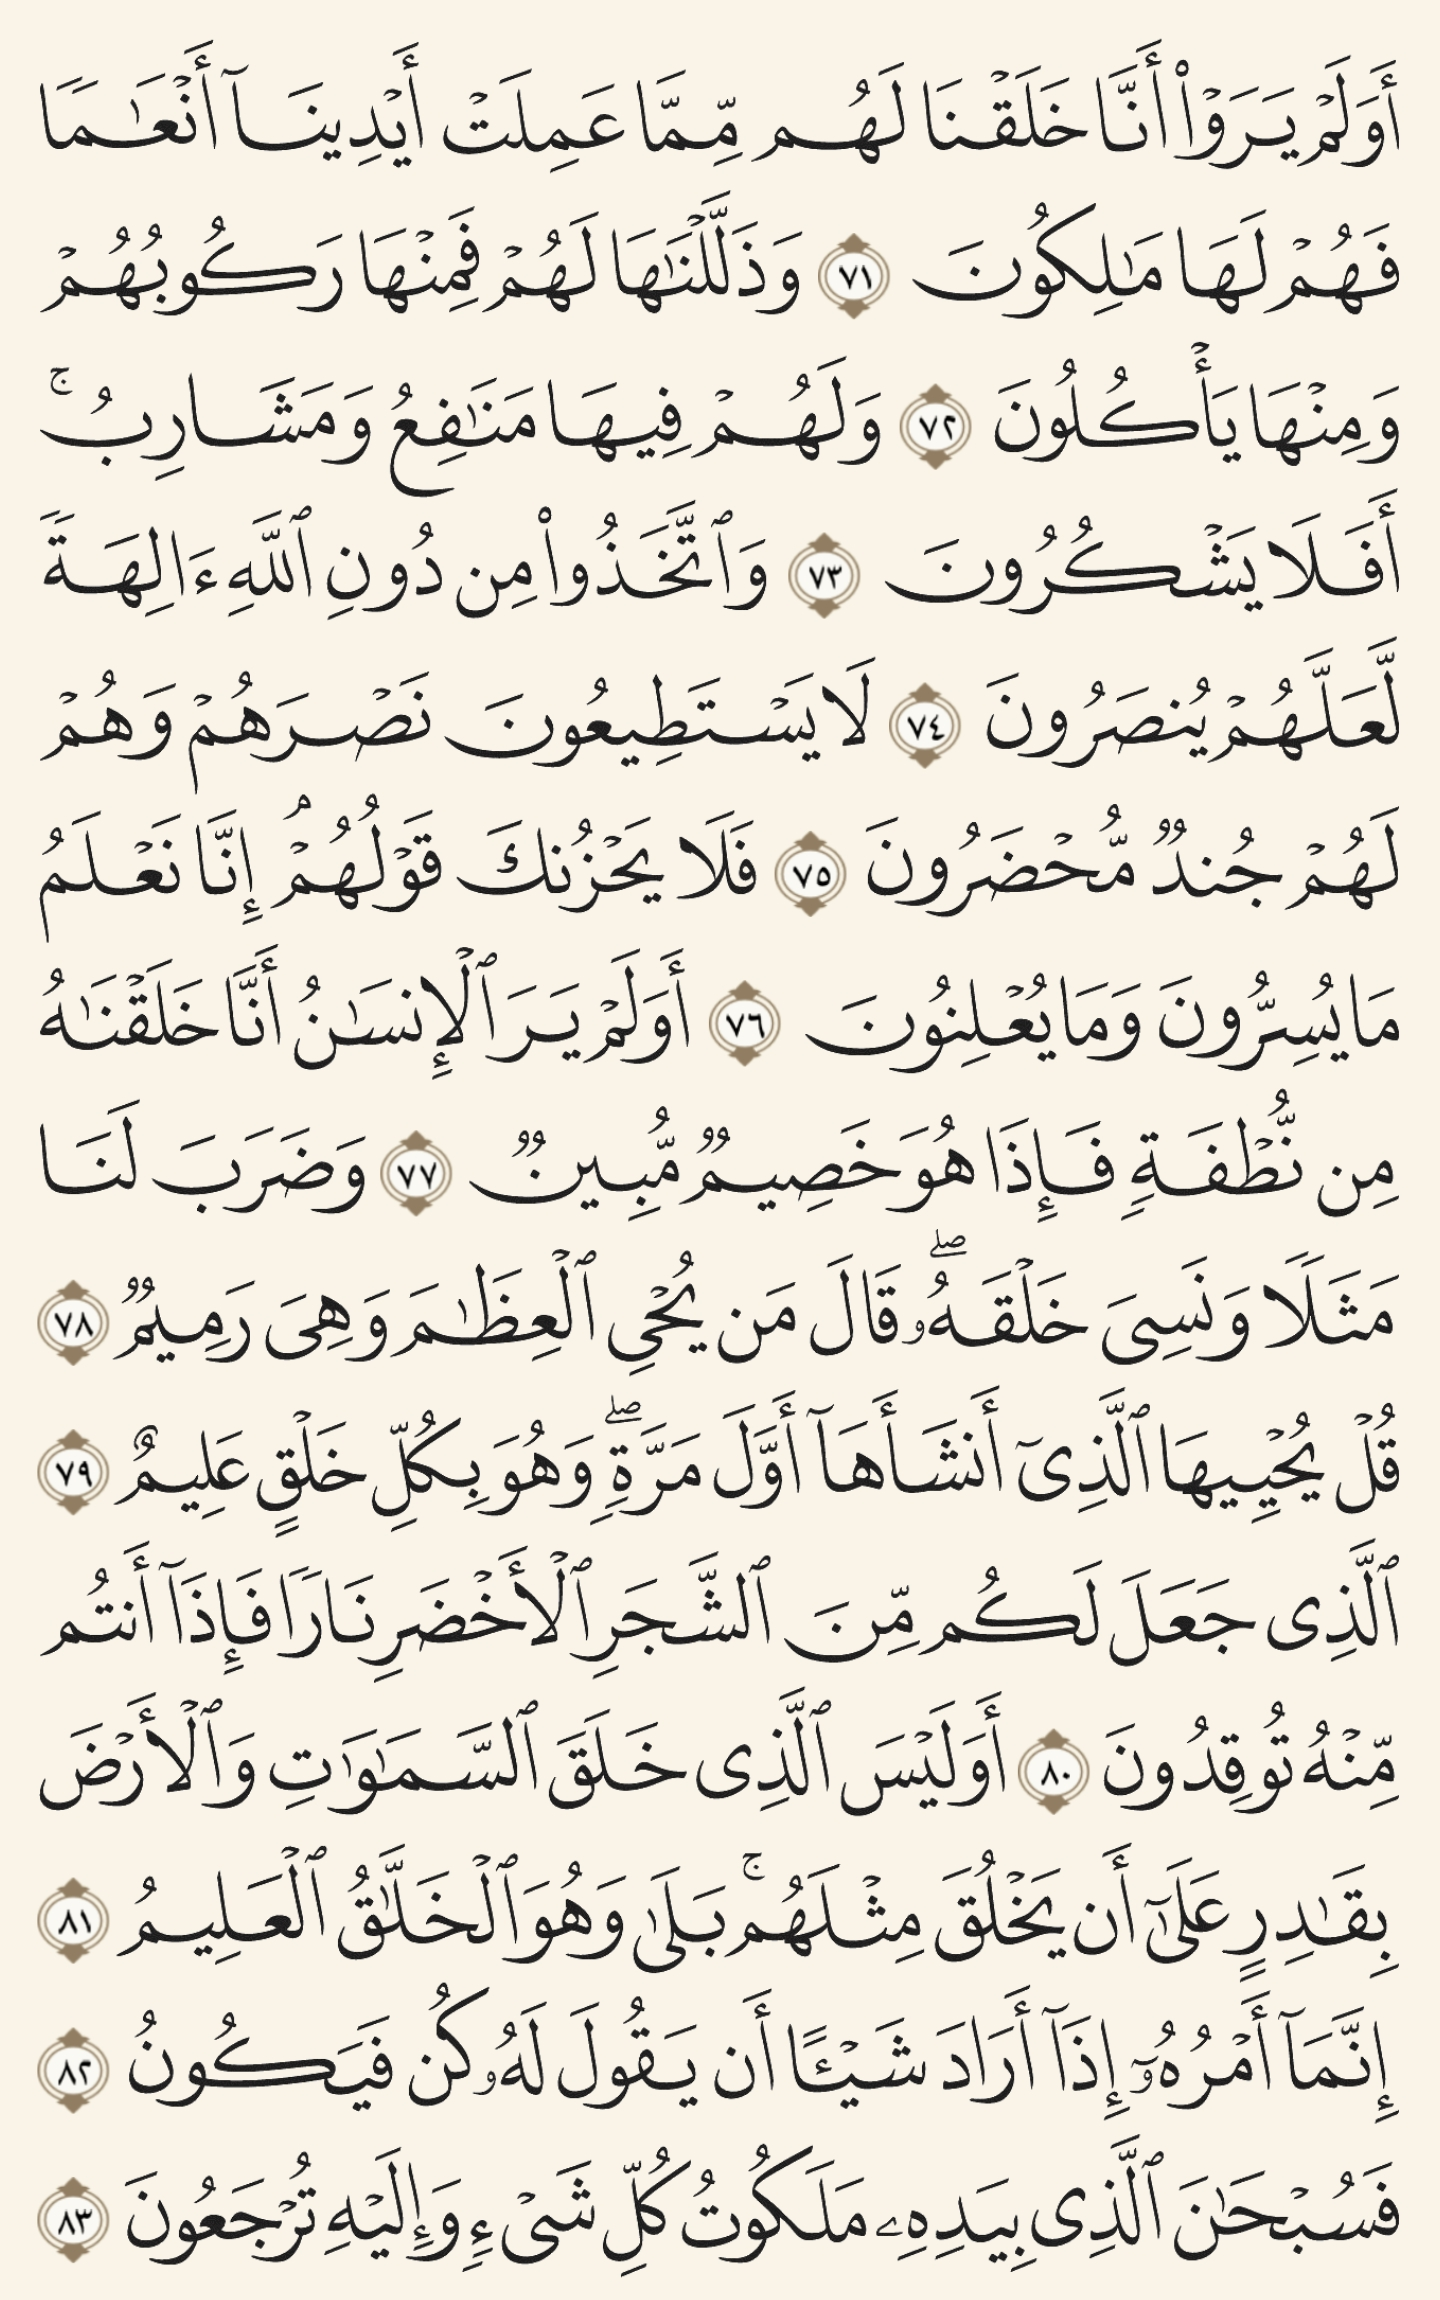 أَوَلَمْ يَرَوْا۟ أَنَّا خَلَقْنَا لَهُم مِّمَّا عَمِلَتْ أَيْدِينَآ أَنْعَـٰمًا
فَهُمْ لَهَا مَـٰلِكُونَ ٧١ وَذَلَّلْنَـٰهَا لَهُمْ فَمِنْهَا رَكُوبُهُمْ
وَمِنْهَا يَأْكُلُونَ ٧٢ وَلَهُمْ فِيهَا مَنَـٰفِعُ وَمَشَارِبُ ۚ
أَفَلَا يَشْكُرُونَ ٧٣ وَٱتَّخَذُوا۟ مِن دُونِ ٱللَّهِ ءَالِهَةً
لَّعَلَّهُمْ يُنصَرُونَ ٧٤ لَا يَسْتَطِيعُونَ نَصْرَهُمْ وَهُمْ
لَهُمْ جُندٌ مُّحْضَرُونَ ٧٥ فَلَا يَحْزُنكَ قَوْلُهُمْ ۘ إِنَّا نَعْلَمُ
مَا يُسِرُّونَ وَمَا يُعْلِنُونَ ٧٦ أَوَلَمْ يَرَ ٱلْإِنسَـٰنُ أَنَّا خَلَقْنَـٰهُ
مِن نُّطْفَةٍ فَإِذَا هُوَ خَصِيمٌ مُّبِينٌ ٧٧ وَضَرَبَ لَنَا
مَثَلًا وَنَسِىَ خَلْقَهُۥ ۖ قَالَ مَن يُحْىِ ٱلْعِظَـٰمَ وَهِىَ رَمِيمٌ ٧٨
قُلْ يُحْيِيهَا ٱلَّذِىٓ أَنشَأَهَآ أَوَّلَ مَرَّةٍ ۖ وَهُوَ بِكُلِّ خَلْقٍ عَلِيمٌ ٧٩
ٱلَّذِى جَعَلَ لَكُم مِّنَ ٱلشَّجَرِ ٱلْأَخْضَرِ نَارًا فَإِذَآ أَنتُم
مِّنْهُ تُوقِدُونَ ٨٠ أَوَلَيْسَ ٱلَّذِى خَلَقَ ٱلسَّمَـٰوَٰتِ وَٱلْأَرْضَ
بِقَـٰدِرٍ عَلَىٰٓ أَن يَخْلُقَ مِثْلَهُم ۚ بَلَىٰ وَهُوَ ٱلْخَلَّـٰقُ ٱلْعَلِيمُ ٨١
إِنَّمَآ أَمْرُهُۥٓ إِذَآ أَرَادَ شَيْـًٔا أَن يَقُولَ لَهُۥ كُن فَيَكُونُ ٨٢
فَسُبْحَـٰنَ ٱلَّذِى بِيَدِهِۦ مَلَكُوتُ كُلِّ شَىْءٍ وَإِلَيْهِ تُرْجَعُونَ ٨٣